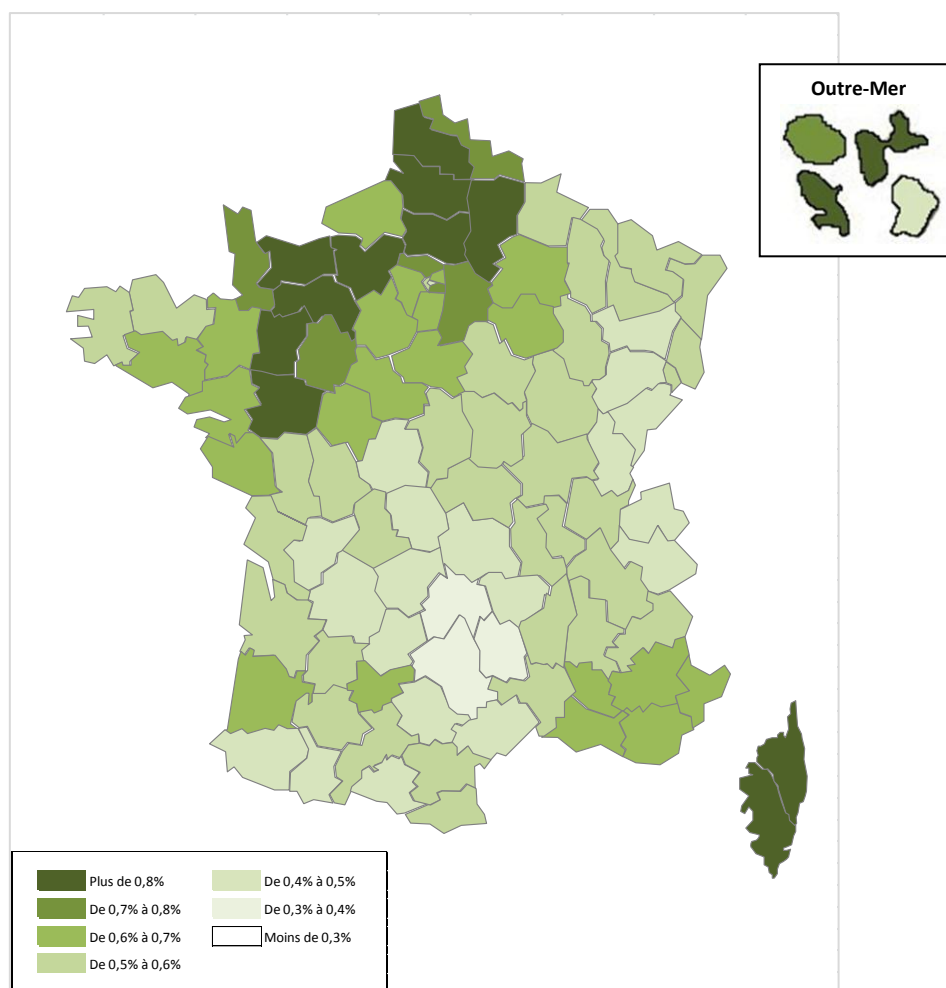 Outre-Mer
Plus de 0,8%
De 0,7% à 0,8%
De 0,6% à 0,7%
De 0,5% à 0,6%
De 0,4% à 0,5%
De 0,3% à 0,4%
Moins de 0,3%